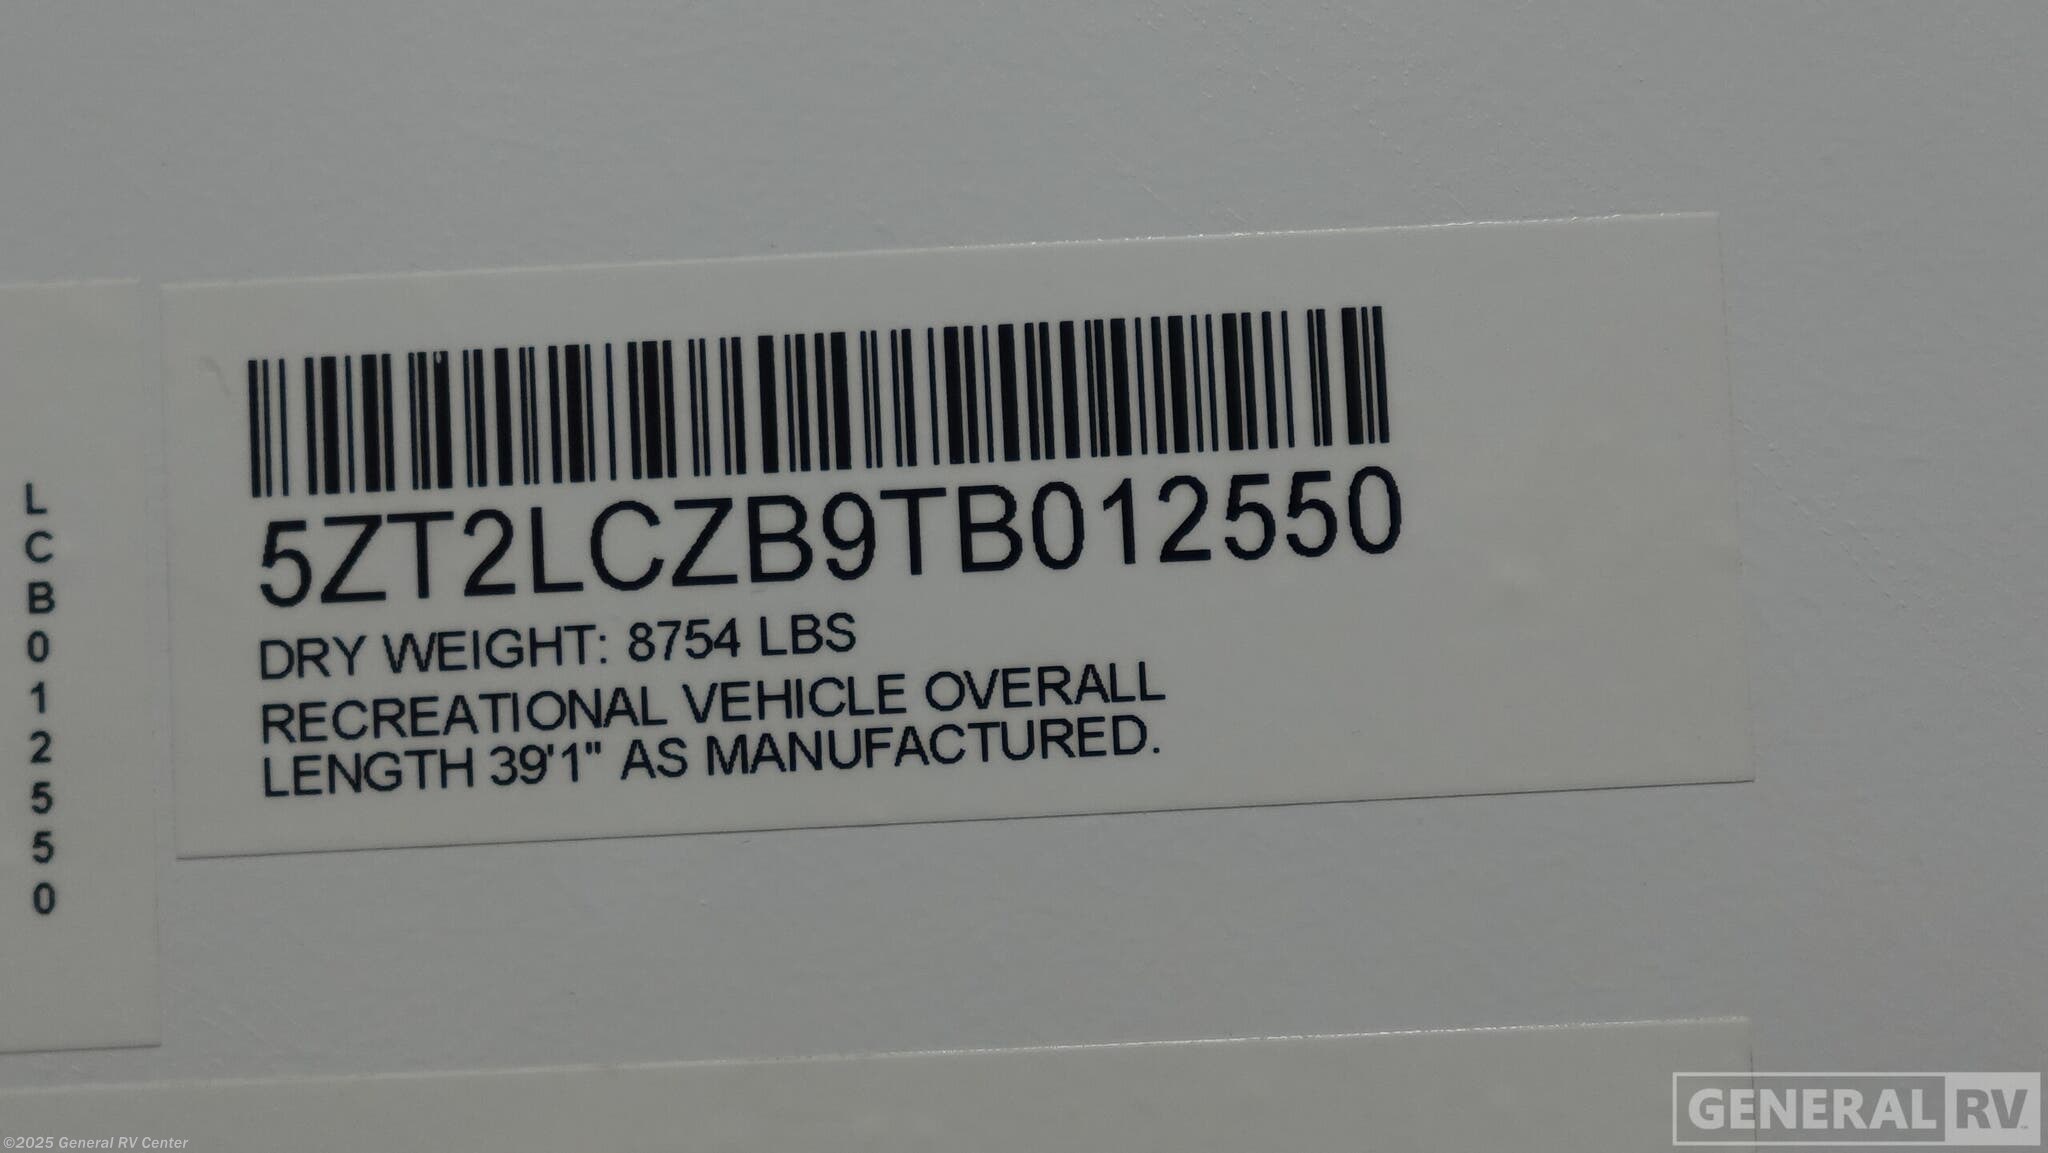 LCB012550
5ZT2LCZB9TB012550
DRY WEIGHT: 8754 LBS
RECREATIONAL VEHICLE OVERALL
LENGTH 39'1" AS MANUFACTURED.
GENERAL RV
©2025 General RV Center